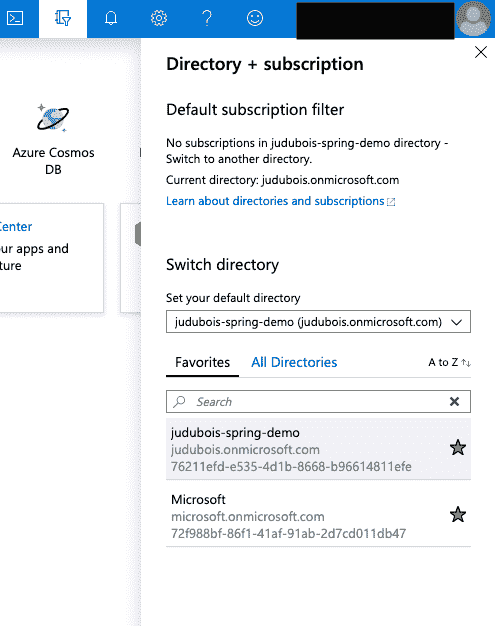 Directory + subscription
Default subscription filter
No subscriptions in judubois-spring-demo directory -
Switch to another directory.
Current directory: judubois.onmicrosoft.com
Learn about directories and subscriptions
Azure Cosmos
DB
Center
ur apps and
ture
Switch directory
Set your default directory
judubois-spring-demo (judubois.onmicrosoft.com)
Favorites All Directories A to Z
Search
judubois-spring-demo
judubois.onmicrosoft.com
76211efd-e535-4d1b-8668-b96614811efe
Microsoft
microsoft.onmicrosoft.com
72f988bf-86f1-41af-91ab-2d7cd011db47